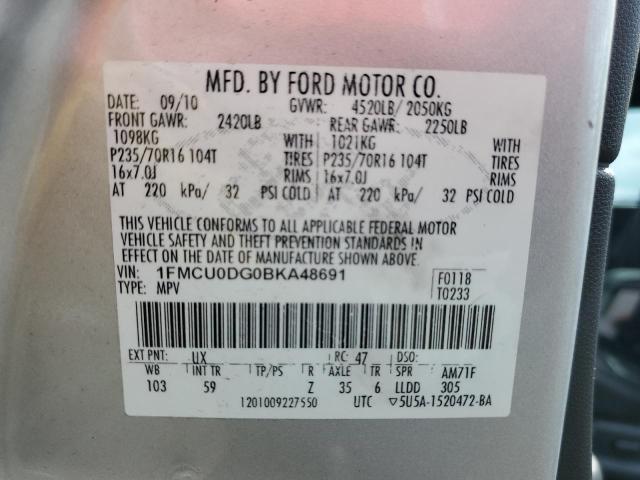 MFD. BY FORD MOTOR CO.
DATE: 09/10 GVWR: 4520LB/ 2050KG
FRONT GAWR: 2420LB REAR GAWR: 2250LB
1098KG WITH 1021KG WITH
P235/70R16 104T TIRES P235/70R16 104T TIRES
16x7.0J RIMS 16x7.0J RIMS
AT 220 kPa/ 32 PSI COLD AT 220 kPa/ 32 PSI COLD
THIS VEHICLE CONFORMS TO ALL APPLICABLE FEDERAL MOTOR
VEHICLE SAFETY AND THEFT PREVENTION STANDARDS IN
EFFECT ON THE DATE OF MANUFACTURE SHOWN ABOVE.
VIN: 1FMCU0DG0BKA48691 F0118
TYPE: MPV T0233
EXT PNT: UX RC: 47 DSO:
WB INT TR TP/PS R AXLE TR SPR AM71F
103 59 Z 35 6 LLDD 305
1201009227550 UTC ▽5U5A-1520472-BA